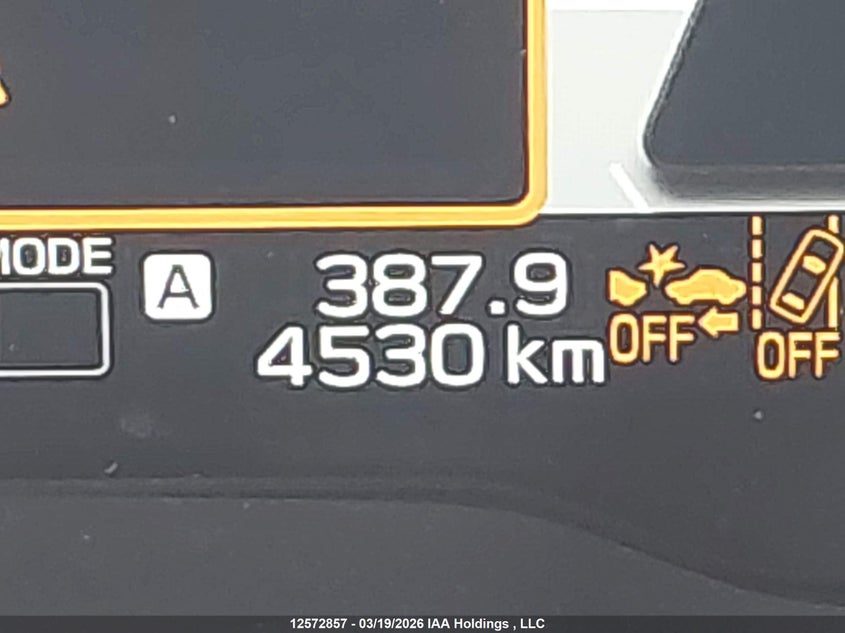 MODE
A 387.9
4530 km
OFF
OFF
12572857 - 03/19/2026 IAA Holdings , LLC